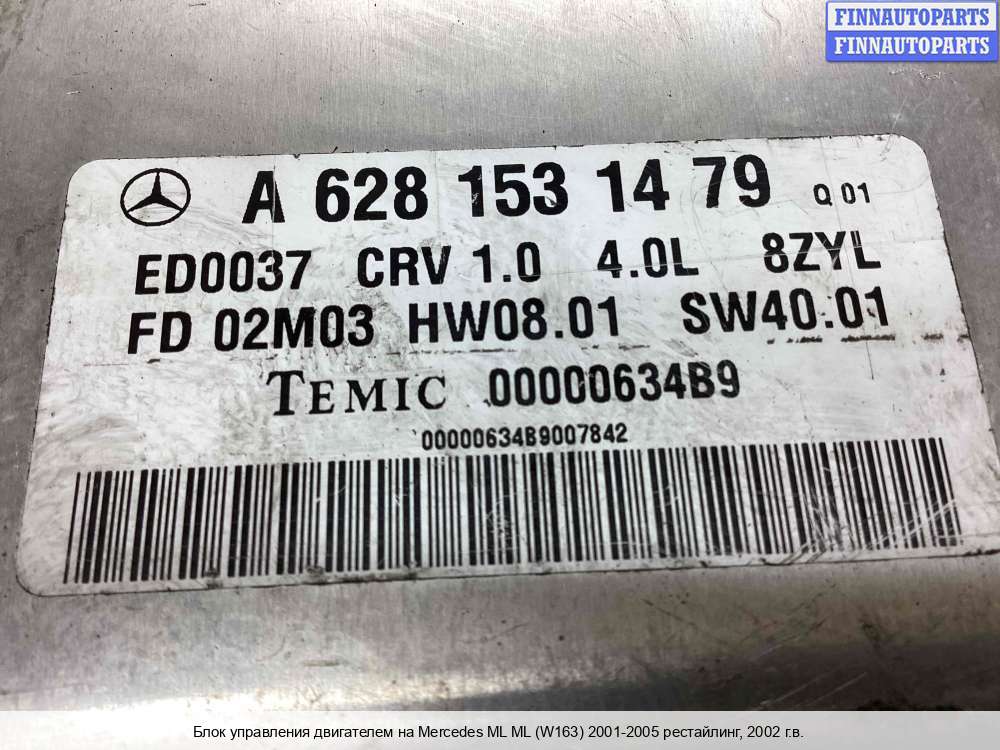 FINNAUTOPARTS
FINNAUTOPARTS
A 628 153 14 79 Q 01
ED0037 CRV 1.0 4.0L 8ZYL
FD 02M03 HW08.01 SW40.01
TEMIC 00000634B9
00000634B9007842
Блок управления двигателем на Mercedes ML ML (W163) 2001-2005 рестайлинг, 2002 г.в.